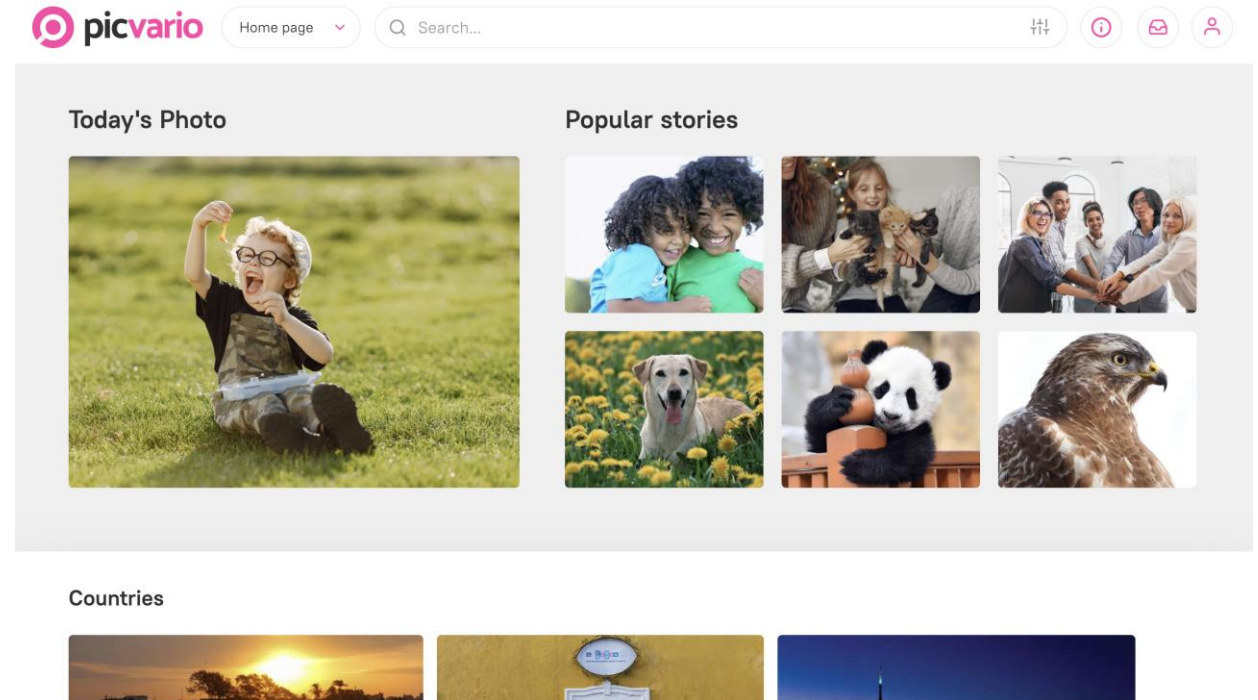 picvario
Home page
Search...
Today's Photo
Popular stories
Countries